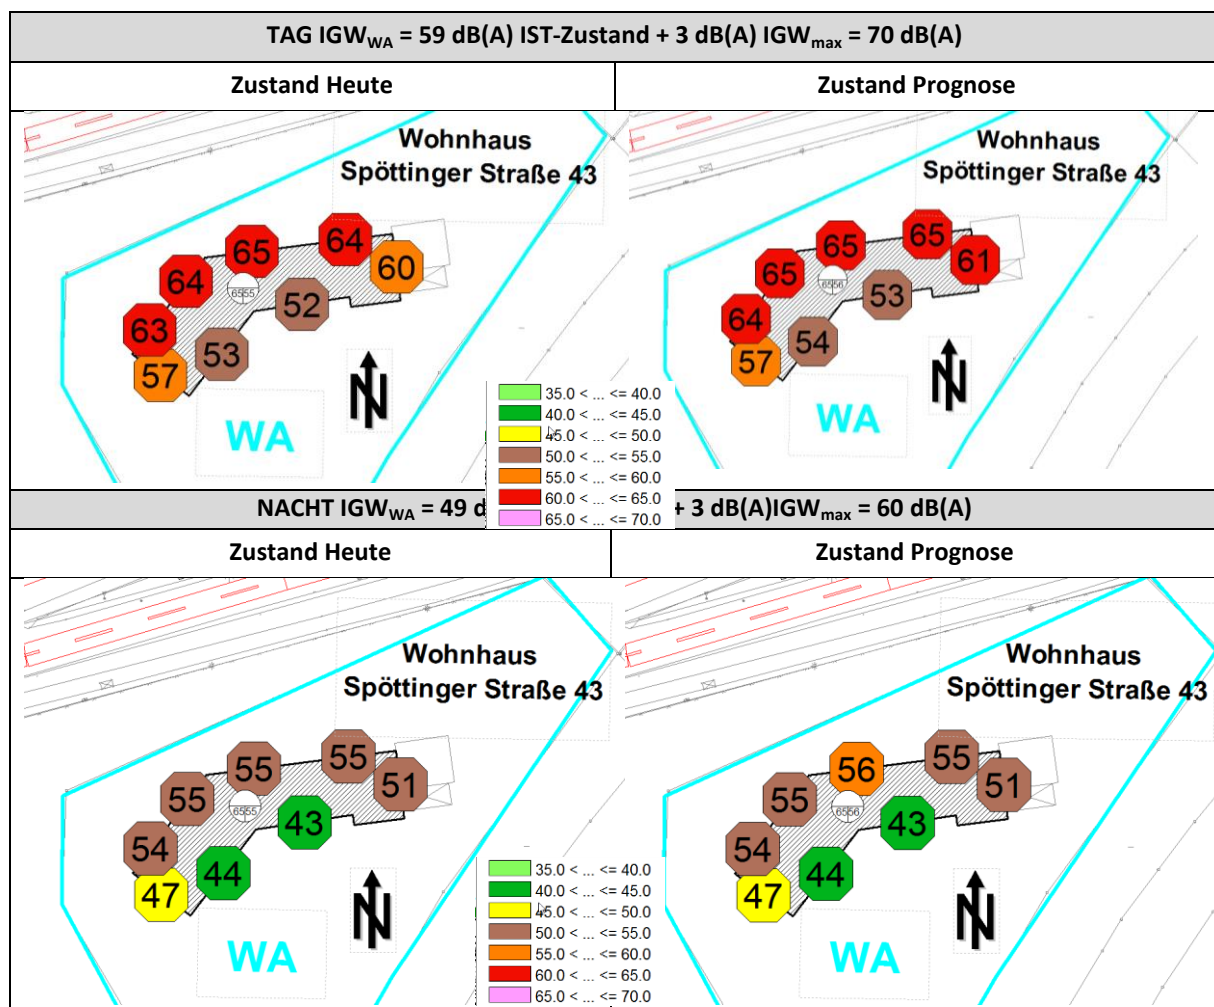 TAG IGWWA = 59 dB(A) IST-Zustand + 3 dB(A) IGWmax = 70 dB(A)
Zustand Heute
Zustand Prognose
Wohnhaus
Spöttinger Straße 43
65
64
64
60
6555
52
63
53
57
N
WA
Wohnhaus
Spöttinger Straße 43
65
65
65
61
6556
53
64
54
57
N
WA
35.0 < ... <= 40.0
40.0 < ... <= 45.0
45.0 < ... <= 50.0
50.0 < ... <= 55.0
55.0 < ... <= 60.0
60.0 < ... <= 65.0
65.0 < ... <= 70.0
NACHT IGWWA = 49 d + 3 dB(A)IGWmax = 60 dB(A)
Zustand Heute
Zustand Prognose
Wohnhaus
Spöttinger Straße 43
55
55
55
51
6555
43
54
44
47
N
WA
Wohnhaus
Spöttinger Straße 43
56
55
55
51
6556
43
54
44
47
N
WA
35.0 < ... <= 40.0
40.0 < ... <= 45.0
45.0 < ... <= 50.0
50.0 < ... <= 55.0
55.0 < ... <= 60.0
60.0 < ... <= 65.0
65.0 < ... <= 70.0